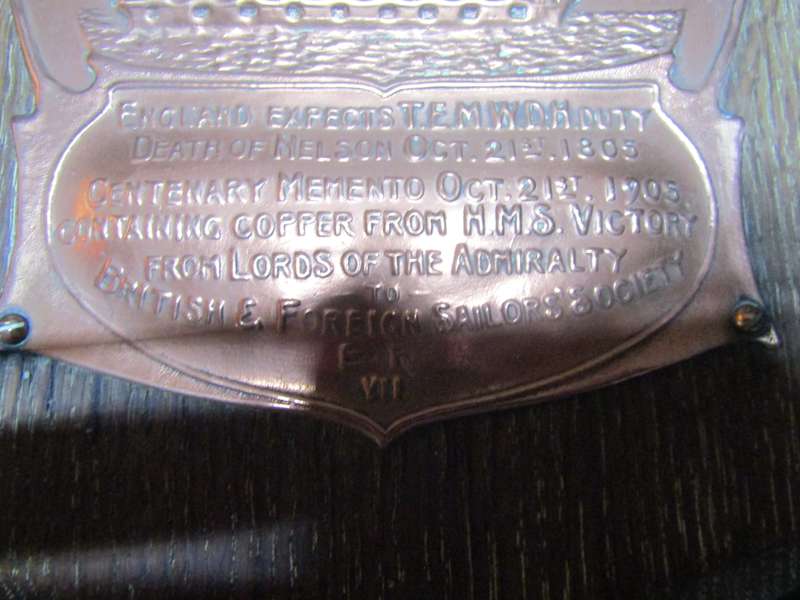 ENGLAND EXPECTS T.E.M.W.D.H. DUTY
DEATH OF NELSON OCT. 21ST. 1805
CENTENARY MEMENTO OCT. 21ST. 1905.
CONTAINING COPPER FROM H.M.S. VICTORY
FROM LORDS OF THE ADMIRALTY
TO
BRITISH & FOREIGN SAILORS' SOCIETY
E R
VII